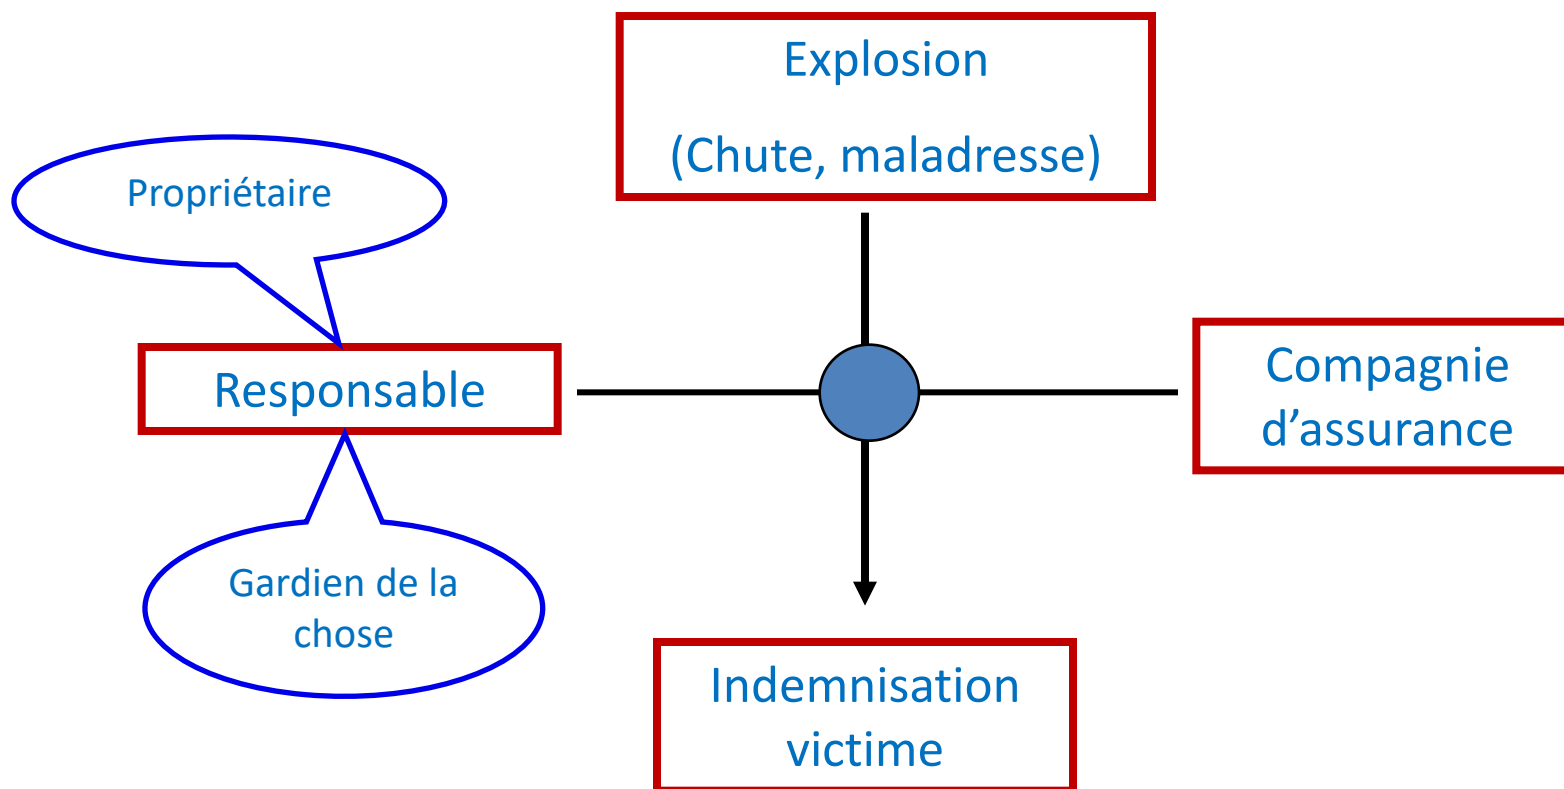 Explosion
(Chute, maladresse)
Propriétaire
Responsable
Compagnie
d’assurance
Gardien de la
chose
Indemnisation
victime